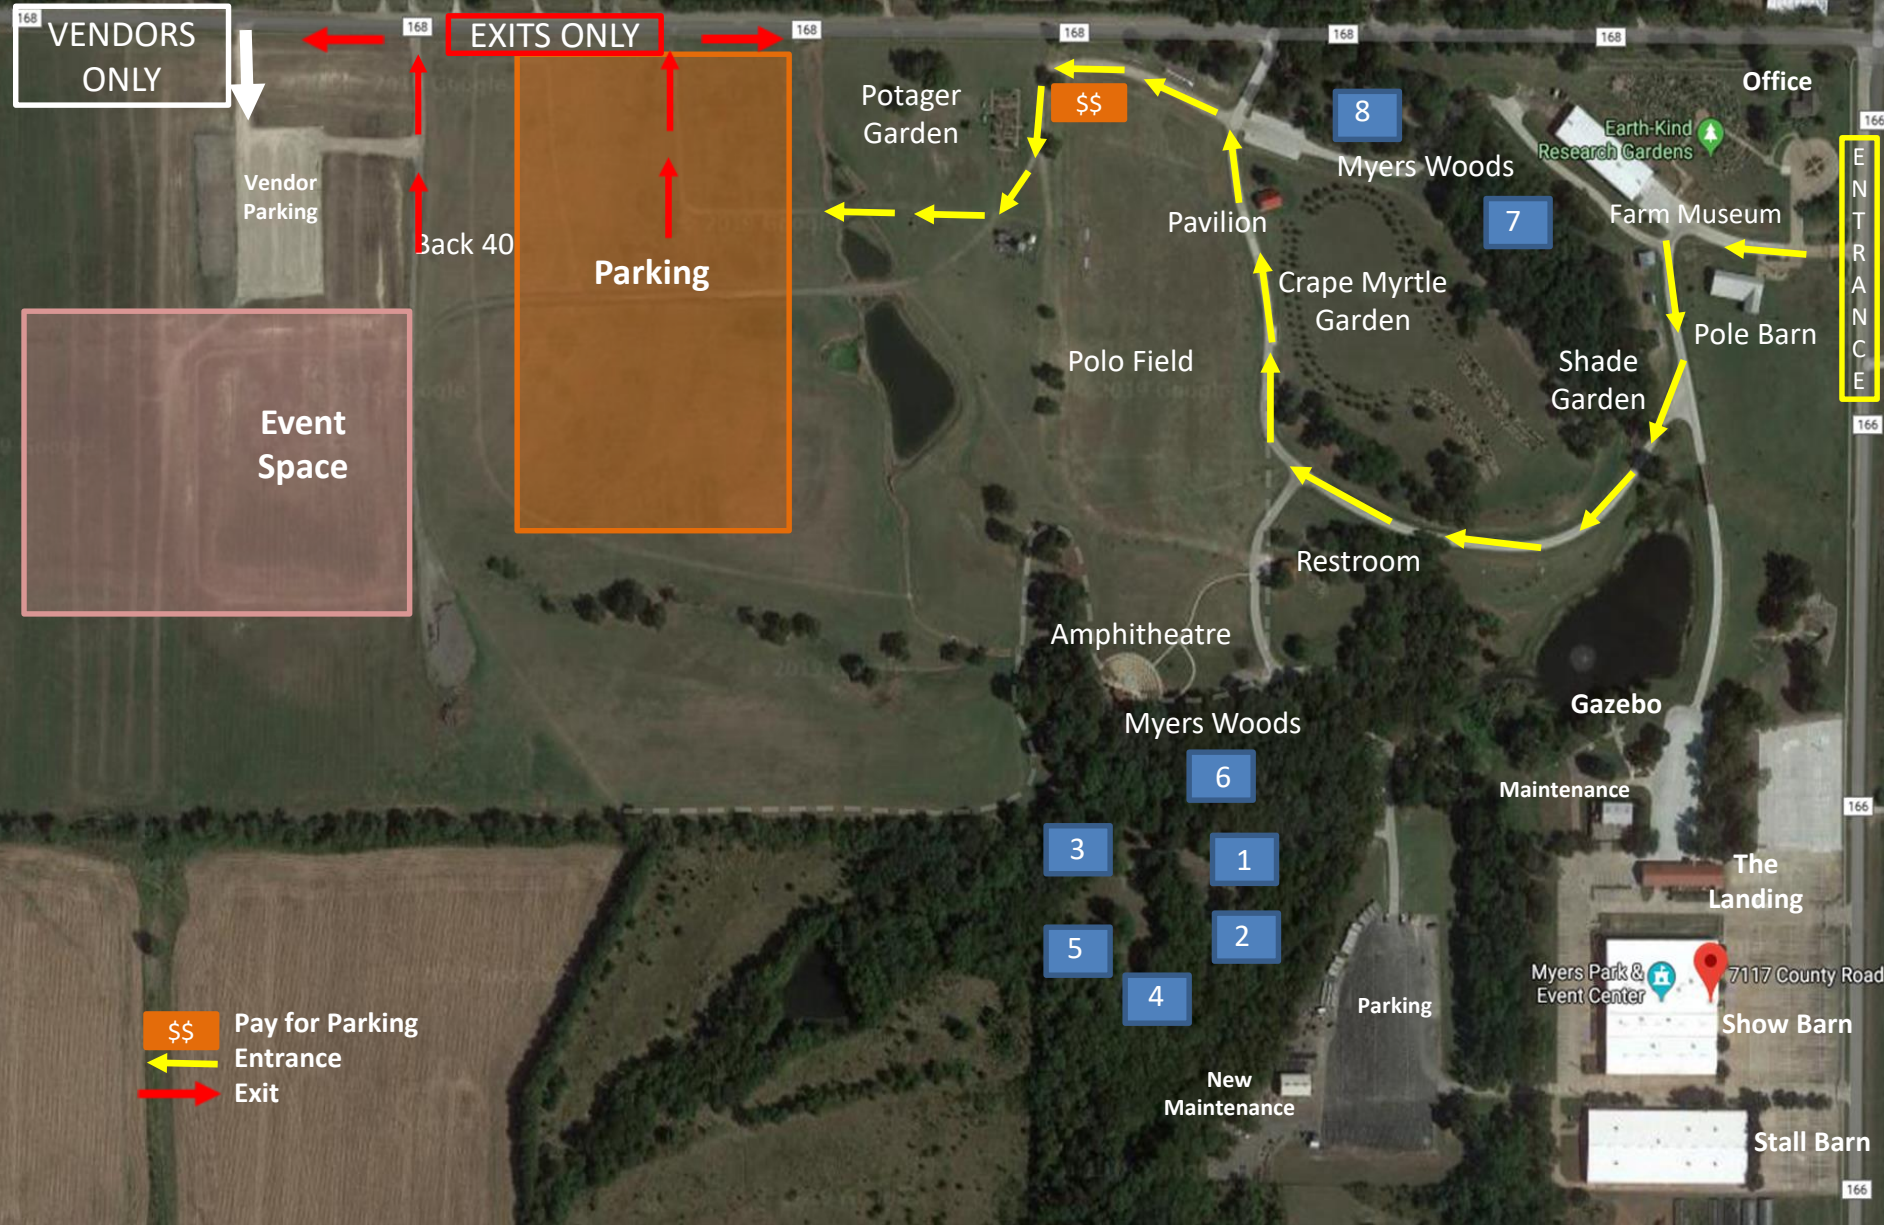 168
VENDORS
ONLY
168
EXITS ONLY
168
168
168
168
Office
166
Potager
Garden
$$
8
Earth-Kind
Research Gardens
Myers Woods
ENTRANCE
Vendor
Parking
Pavilion
7
Farm Museum
Back 40
Parking
Crape Myrtle
Garden
Pole Barn
Polo Field
Shade
Garden
Event
Space
166
Restroom
Amphitheatre
Gazebo
Myers Woods
6
Maintenance
166
3
1
The
Landing
5
2
4
Myers Park &
Event Center
7117 County Road
Parking
Show Barn
$$ Pay for Parking
Entrance
Exit
New
Maintenance
Stall Barn
166